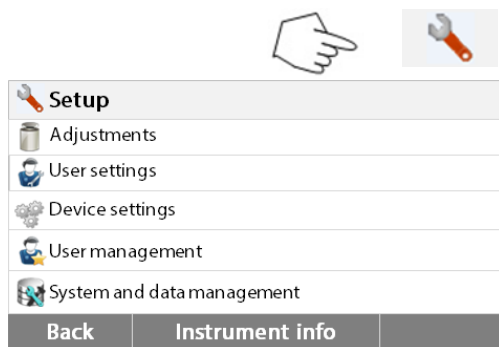 Setup
Adjustments
User settings
Device settings
User management
System and data management
Back Instrument info